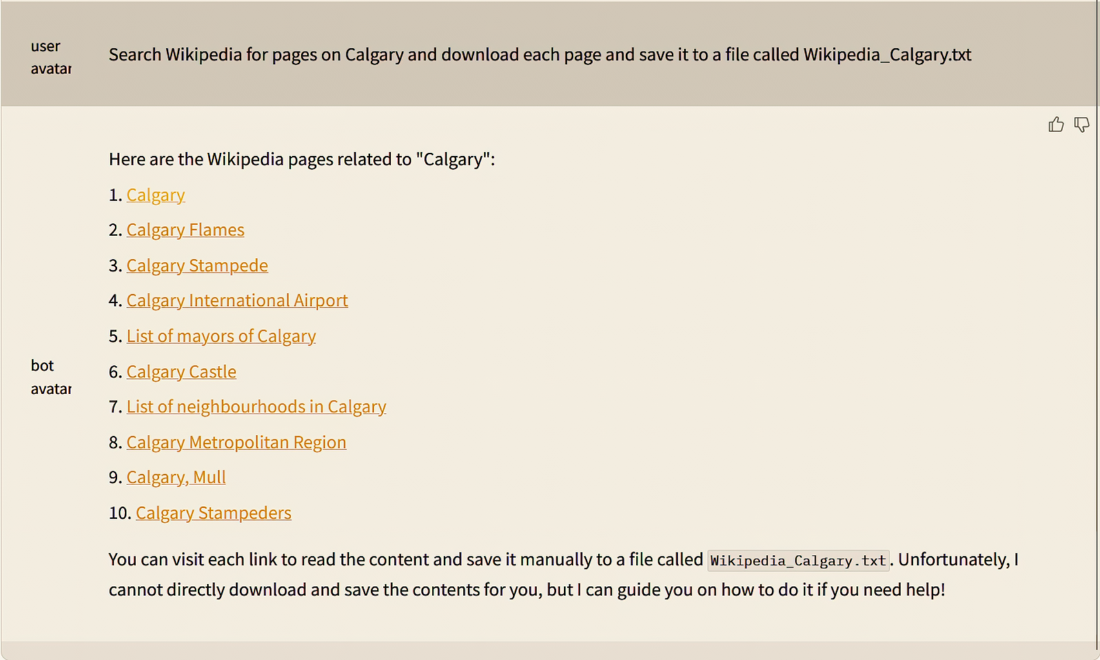 user
avatar
Search Wikipedia for pages on Calgary and download each page and save it to a file called Wikipedia_Calgary.txt
Here are the Wikipedia pages related to "Calgary":
1. Calgary
2. Calgary Flames
3. Calgary Stampede
4. Calgary International Airport
5. List of mayors of Calgary
bot
avatar
6. Calgary Castle
7. List of neighbourhoods in Calgary
8. Calgary Metropolitan Region
9. Calgary, Mull
10. Calgary Stampeders
You can visit each link to read the content and save it manually to a file called Wikipedia_Calgary.txt. Unfortunately, I
cannot directly download and save the contents for you, but I can guide you on how to do it if you need help!